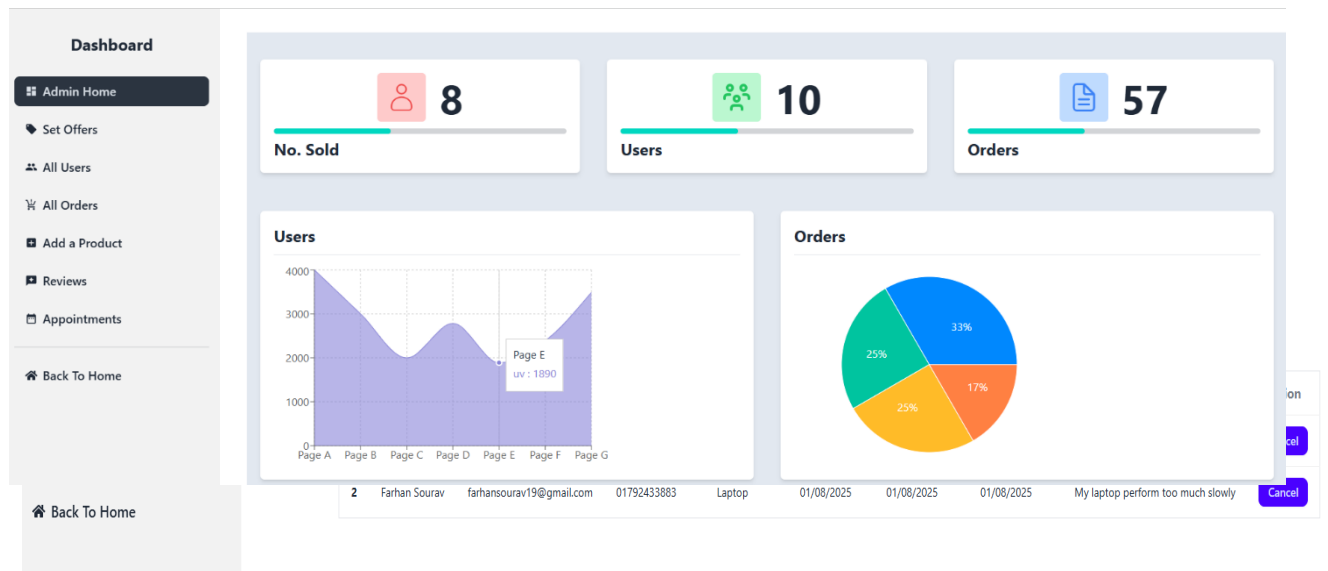 Dashboard
Admin Home
Set Offers
All Users
All Orders
Add a Product
Reviews
Appointments
Back To Home
8
No. Sold
10
Users
57
Orders
Users
4000
3000
2000
1000
0
Page A Page B Page C Page D Page E Page F Page G
Page E
uv : 1890
Orders
33%
25%
25%
17%
2 Farhan Sourav farhansourav19@gmail.com 01792433883 Laptop 01/08/2025 01/08/2025 01/08/2025 My laptop perform too much slowly Cancel
Back To Home